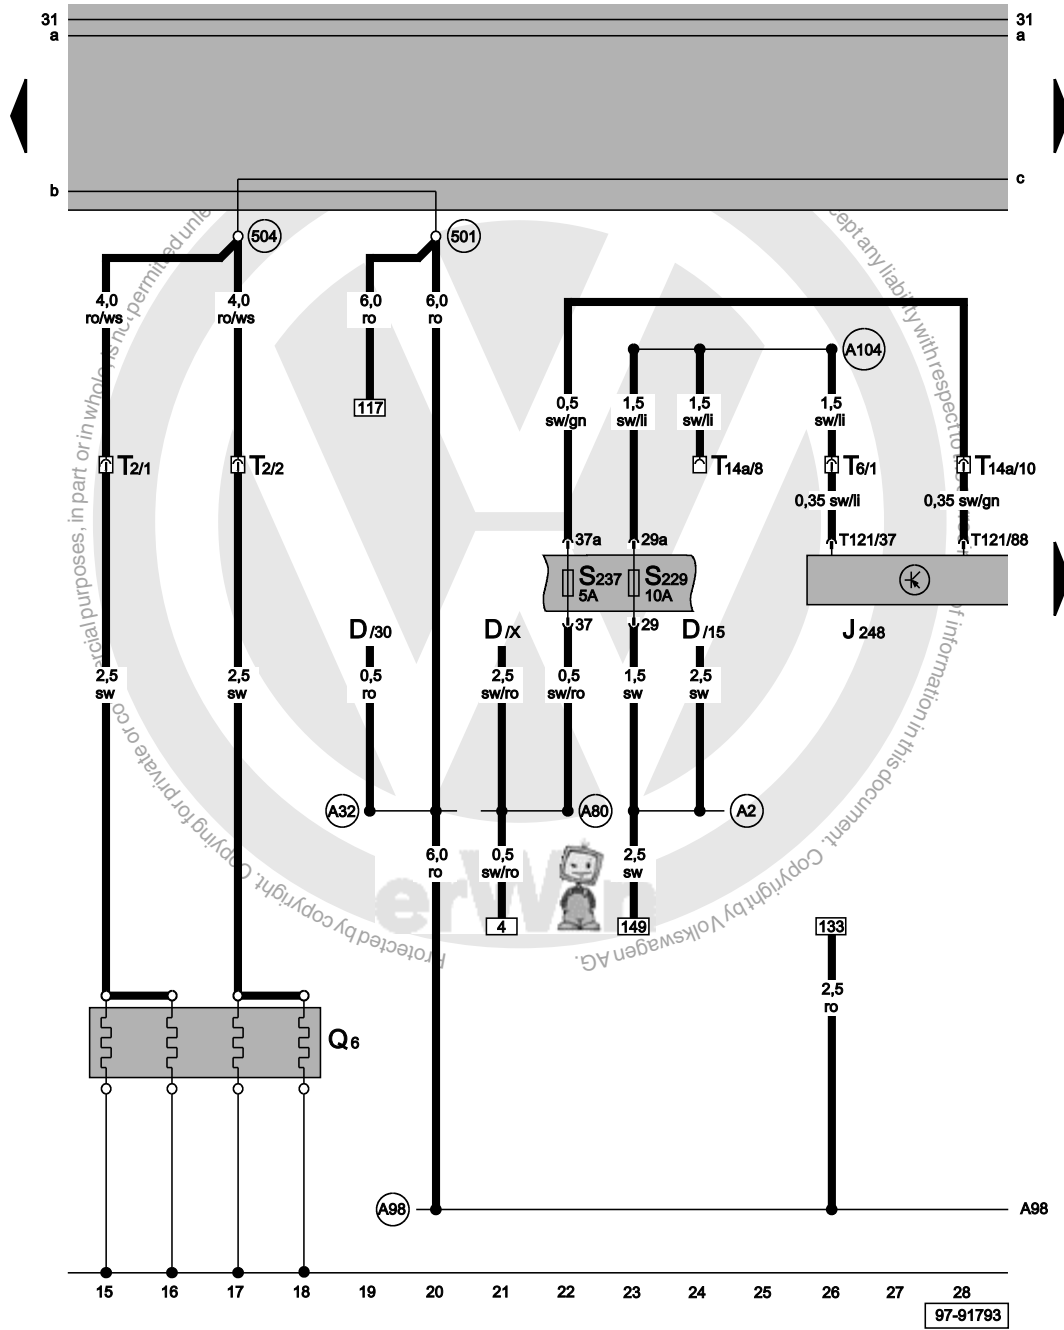 31 31
a a
b c
504 501
4,0 ro/ws 4,0 ro/ws 6,0 ro 6,0 ro
A104
117
0,5 sw/gn 1,5 sw/li 1,5 sw/li 1,5 sw/li
T2/1 T2/2 T14a/8 T6/1 T14a/10
0,35 sw/li 0,35 sw/gn
37a 29a T121/37 T121/88
S237 5A S229 10A
37 29
D/30 D/X D/15 J248
2,5 sw 2,5 sw 0,5 ro 2,5 sw/ro 0,5 sw/ro 1,5 sw 2,5 sw
A32 A80 A2
6,0 ro 0,5 sw/ro 2,5 sw
erWin
4 149 133
2,5 ro
Q6
A98 A98
15 16 17 18 19 20 21 22 23 24 25 26 27 28
97-91793
Protected by copyright. Copying for private or co rcial purposes, in part or in whole, is not permitted unle
cept any liability with respect to of information in this document. Copyright by Volkswagen AG.